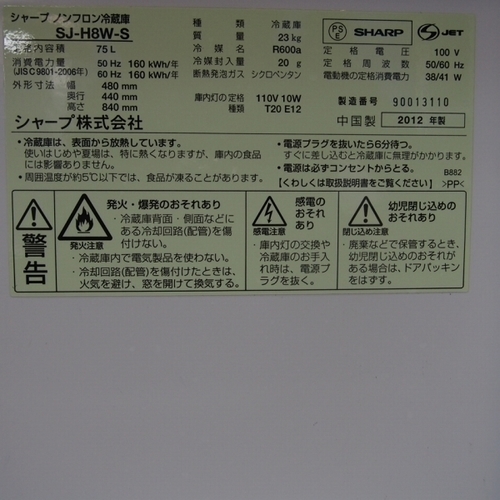 シャープ ノンフロン冷蔵庫
SJ-H8W-S
定格内容積 75 L
消費電力量 50 Hz 160 kWh/年
(JIS C 9801-2006年) 60 Hz 160 kWh/年
外形寸法 幅 480 mm
奥行 440 mm
高さ 840 mm
シャープ株式会社
種類 冷蔵庫
質量 23 kg
冷媒名 R600a
冷媒封入量 20 g
断熱発泡ガス シクロペンタン
庫内灯の定格 110V 10W
種類 T20 E12
PS E
SHARP
S JET
定格電圧 100 V
定格周波数 50/60 Hz
電動機の定格消費電力 38/41 W
製造番号 90013110
中国製 2012 年製
・冷蔵庫は、表面から放熱しています。
使いはじめや夏場は、特に熱くなりますが、庫内の食品
には影響ありません。
・周囲温度が約5℃以下では、食品が凍ることがあります。
・電源プラグを抜いたら6分待つ。
すぐに差し込むと冷蔵庫に無理がかかります。
・電源は必ずコンセントからとる。
B882
【くわしくは取扱説明書をご覧ください】 >PP<
警告
発火注意
発火・爆発のおそれあり
・冷蔵庫背面・側面などに
ある冷却回路(配管)を傷
付けない。
・冷蔵庫内で電気製品を使わない。
・冷却回路(配管)を傷付けたときは、
火気を避け、窓を開けて換気する。
感電注意
感電の
おそれ
あり
・庫内灯の交換や
冷蔵庫のお手入
れ時は、電源プ
ラグを抜く。
閉じ込め注意
幼児閉じ込めの
おそれあり
・廃棄などで保管するとき、
幼児閉じ込めのおそれが
ある場合は、ドアパッキン
をはずす。